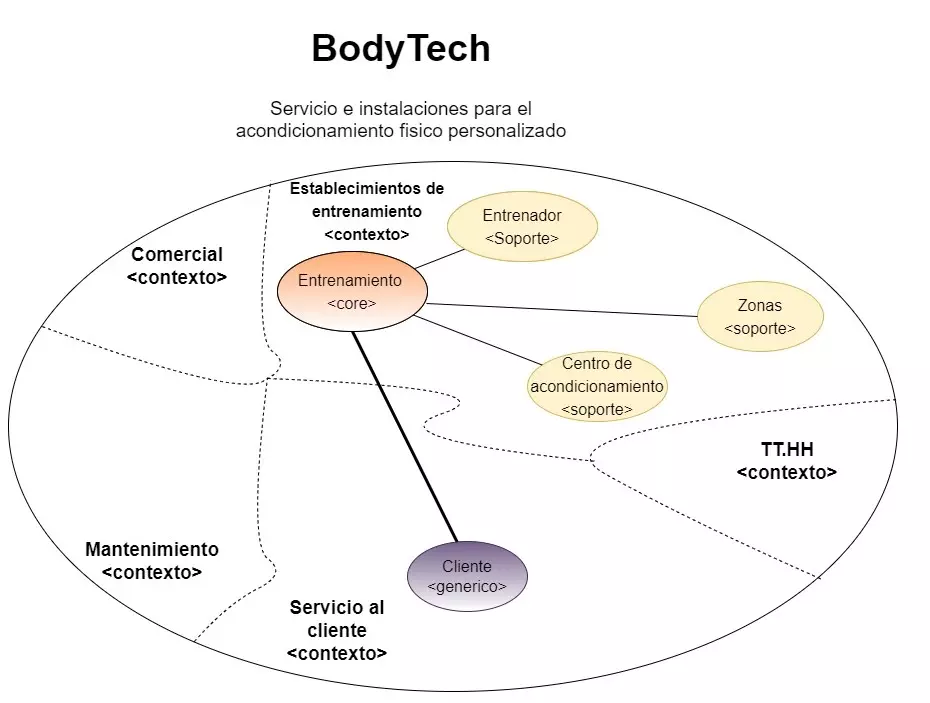 BodyTech
Servicio e instalaciones para el
acondicionamiento fisico personalizado
Establecimientos de
entrenamiento
<contexto>
Entrenador
<Soporte>
Comercial
<contexto>
Entrenamiento
<core>
Zonas
<soporte>
Centro de
acondicionamiento
<soporte>
TT.HH
<contexto>
Mantenimiento
<contexto>
Cliente
<generico>
Servicio al
cliente
<contexto>